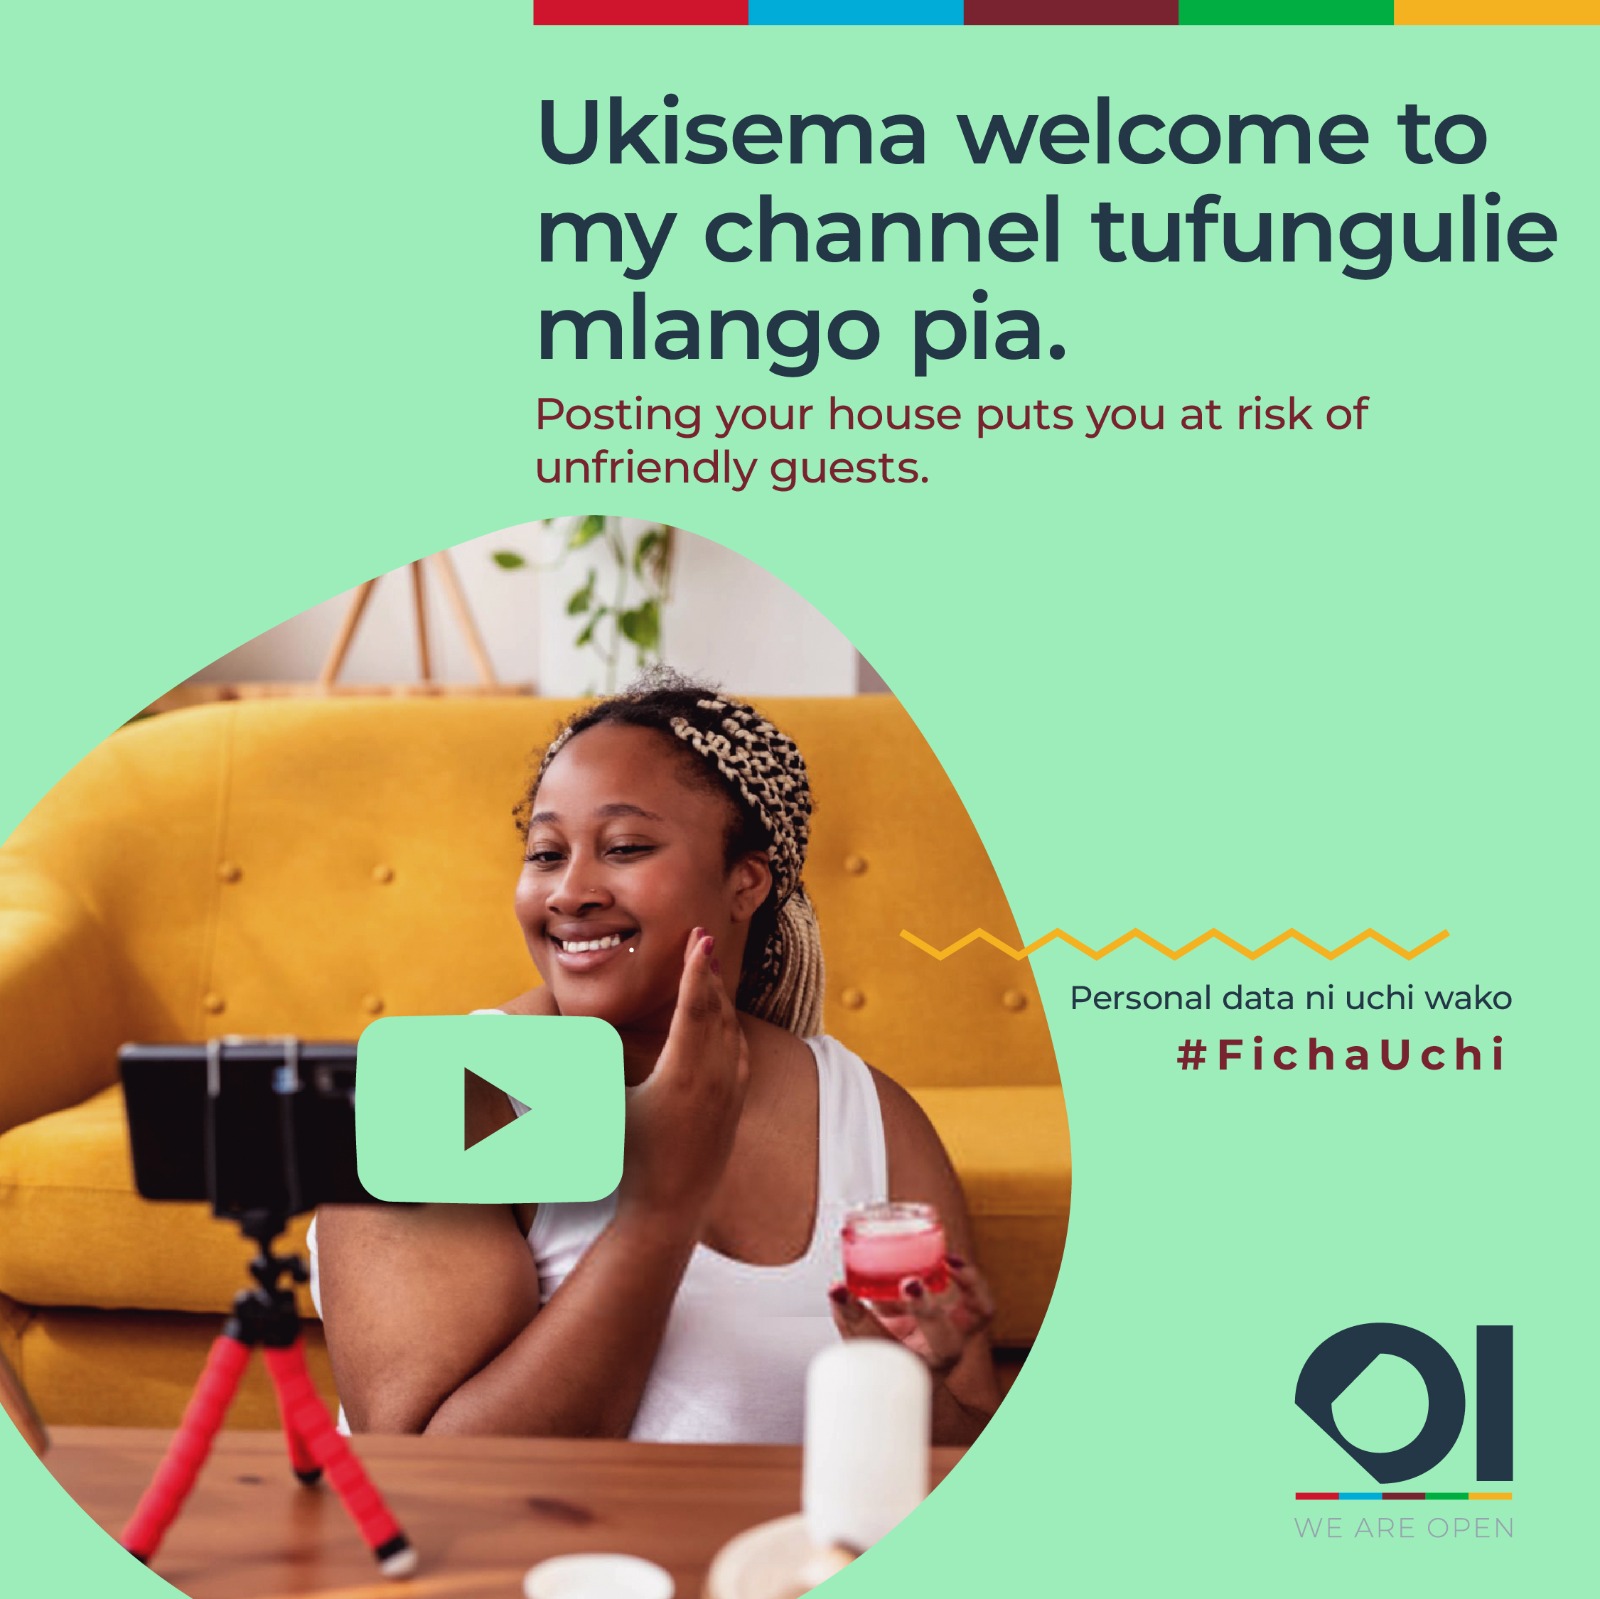 Ukisema welcome to
my channel tufungulie
mlango pia.
Posting your house puts you at risk of
unfriendly guests.
Personal data ni uchi wako
#FichaUchi
OI
WE ARE OPEN